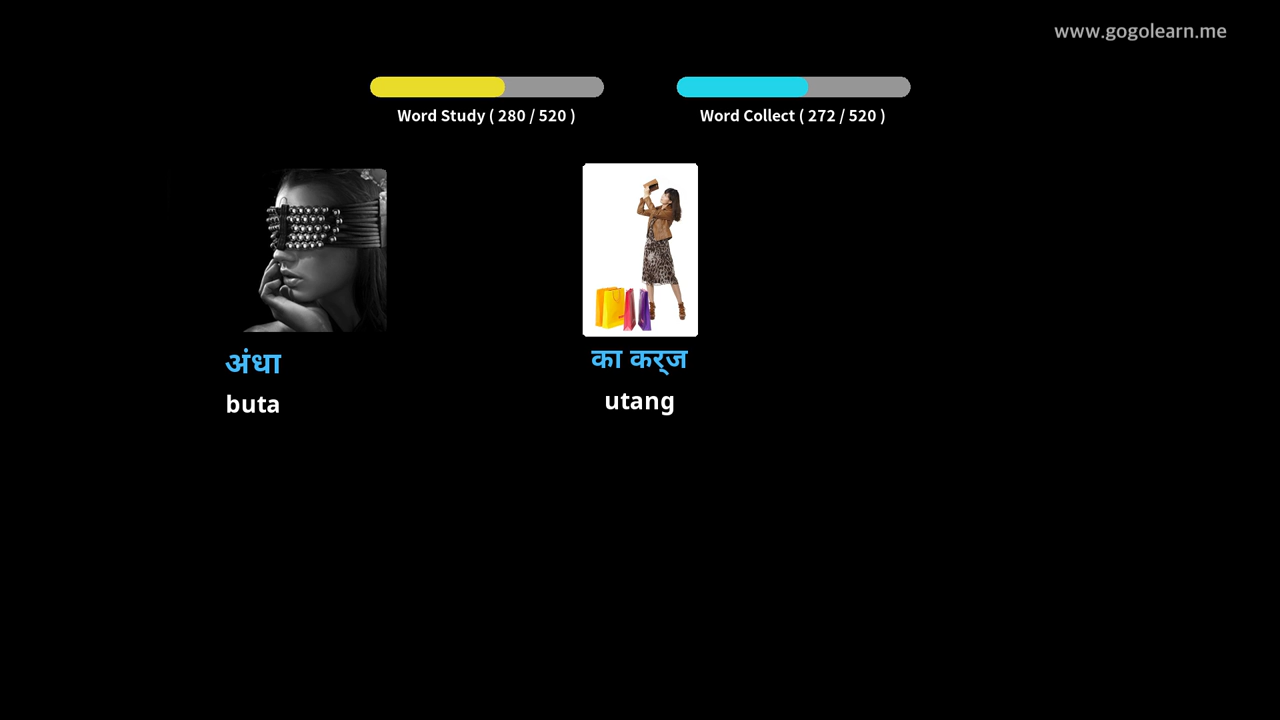 www.gogolearn.me
Word Study ( 280 / 520 )
Word Collect ( 272 / 520 )
अंधा
buta
का कर्ज
utang